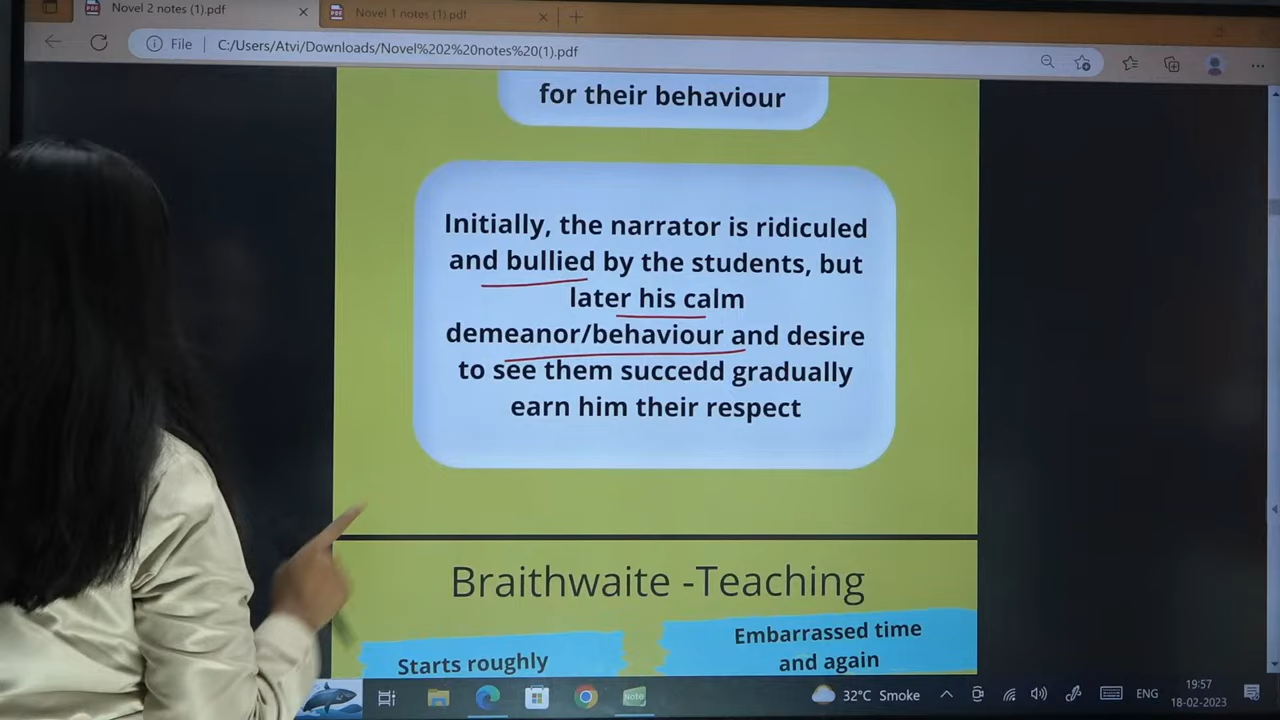 Novel 2 notes (1).pdf
Novel 1 notes (1).pdf
File
C:/Users/Atvi/Downloads/Novel%202%20notes%20(1).pdf
for their behaviour
Initially, the narrator is ridiculed
and bullied by the students, but
later his calm
demeanor/behaviour and desire
to see them succedd gradually
earn him their respect
Braithwaite -Teaching
Starts roughly
Embarrassed time
and again
Note
32°C Smoke
ENG
19:57
18-02-2023